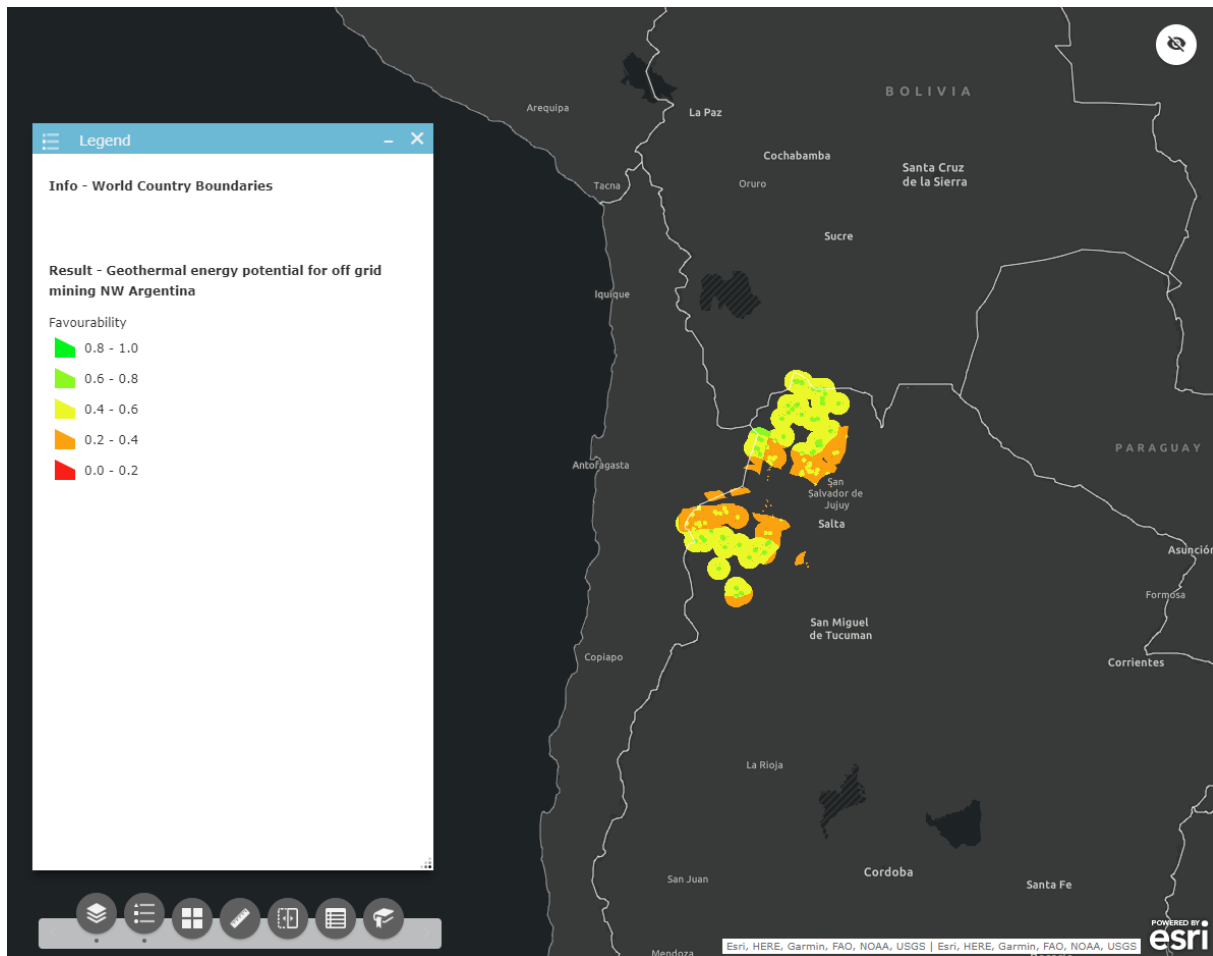 Legend
Info - World Country Boundaries
Result - Geothermal energy potential for off grid
mining NW Argentina
Favourability
0.8 - 1.0
0.6 - 0.8
0.4 - 0.6
0.2 - 0.4
0.0 - 0.2
BOLIVIA
Arequipa
La Paz
Cochabamba
Santa Cruz
de la Sierra
Tacna
Oruro
Sucre
Iquique
PARAGUAY
Antofagasta
San
Salvador de
Jujuy
Salta
Asunción
Formosa
San Miguel
de Tucuman
Copiapo
Corrientes
La Rioja
San Juan
Cordoba
Santa Fe
Mendoza
Esri, HERE, Garmin, FAO, NOAA, USGS | Esri, HERE, Garmin, FAO, NOAA, USGS
POWERED BY
esri